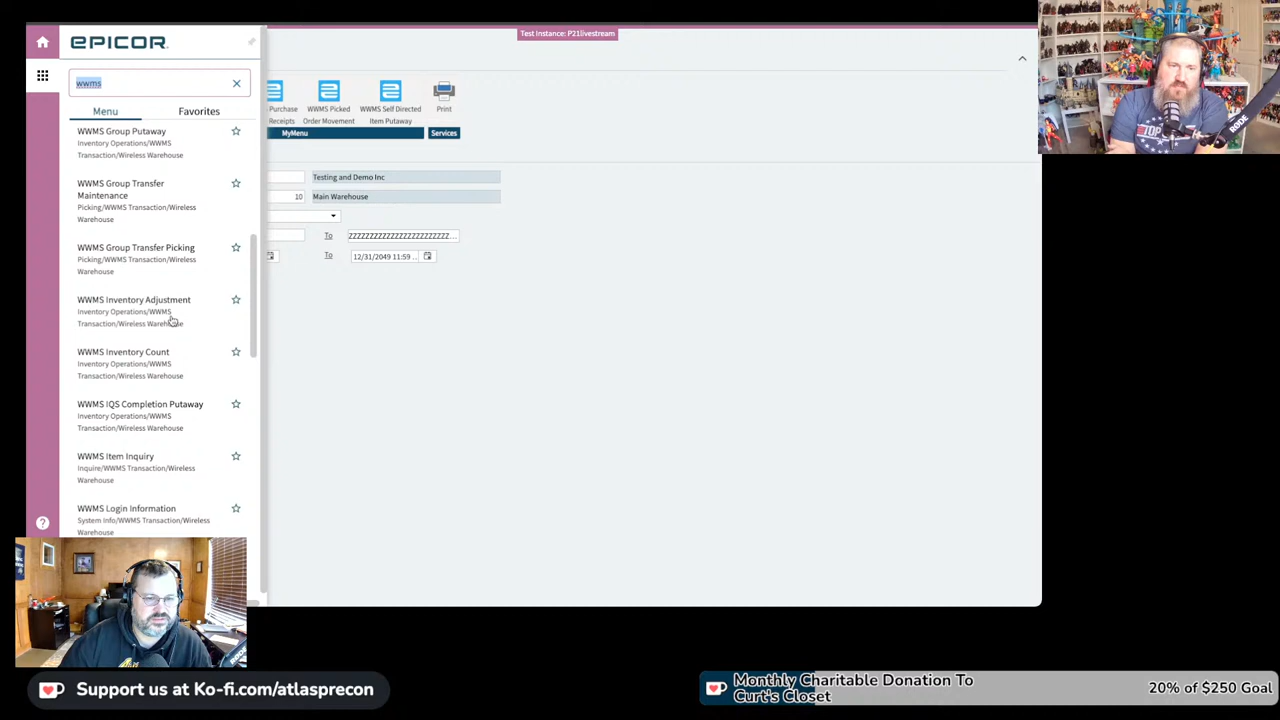 EPICOR
Test Instance: P21livestream
wwms
Menu
Favorites
WWMS Group Putaway
Inventory Operations/WWMS
Transaction/Wireless Warehouse
WWMS Group Transfer
Maintenance
Picking/WWMS Transaction/Wireless
Warehouse
WWMS Group Transfer Picking
Picking/WWMS Transaction/Wireless
Warehouse
WWMS Inventory Adjustment
Inventory Operations/WWMS
Transaction/Wireless Warehouse
WWMS Inventory Count
Inventory Operations/WWMS
Transaction/Wireless Warehouse
WWMS IQS Completion Putaway
Inventory Operations/WWMS
Transaction/Wireless Warehouse
WWMS Item Inquiry
Inquire/WWMS Transaction/Wireless
Warehouse
WWMS Login Information
System Info/WWMS Transaction/Wireless
Warehouse
Purchase
Receipts
WWMS Picked
Order Movement
WWMS Self Directed
Item Putaway
Print
MyMenu
Services
Testing and Demo Inc
10
Main Warehouse
To
ZZZZZZZZZZZZZZZZZZZZZZZZZ...
To
12/31/2049 11:59 ...
TOP
RODE
Support us at Ko-fi.com/atlasprecon
Monthly Charitable Donation To
Curt's Closet
20% of $250 Goal